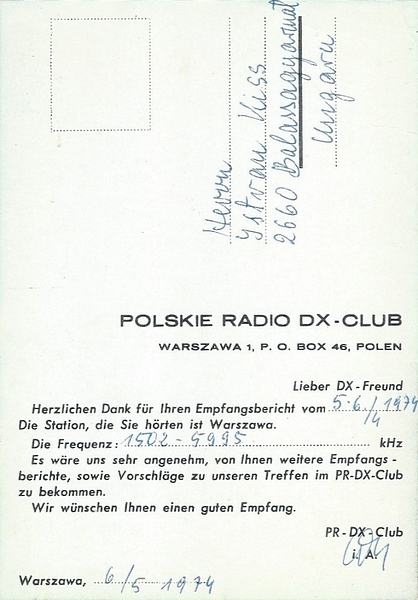 Herrn
Istvan Kiss
2660 Balassagyarmat
Ungarn
POLSKIE RADIO DX-CLUB
WARSZAWA 1, P. O. BOX 46, POLEN
Lieber DX-Freund
Herzlichen Dank für Ihren Empfangsbericht vom 5-6/4 1974
Die Station, die Sie hörten ist Warszawa.
Die Frequenz: 1502 - 5995 kHz
Es wäre uns sehr angenehm, von Ihnen weitere Empfangs-
berichte, sowie Vorschläge zu unseren Treffen im PR-DX-Club
zu bekommen.
Wir wünschen Ihnen einen guten Empfang.
PR-DX-Club
i. A.
Warszawa, 6/5 1974